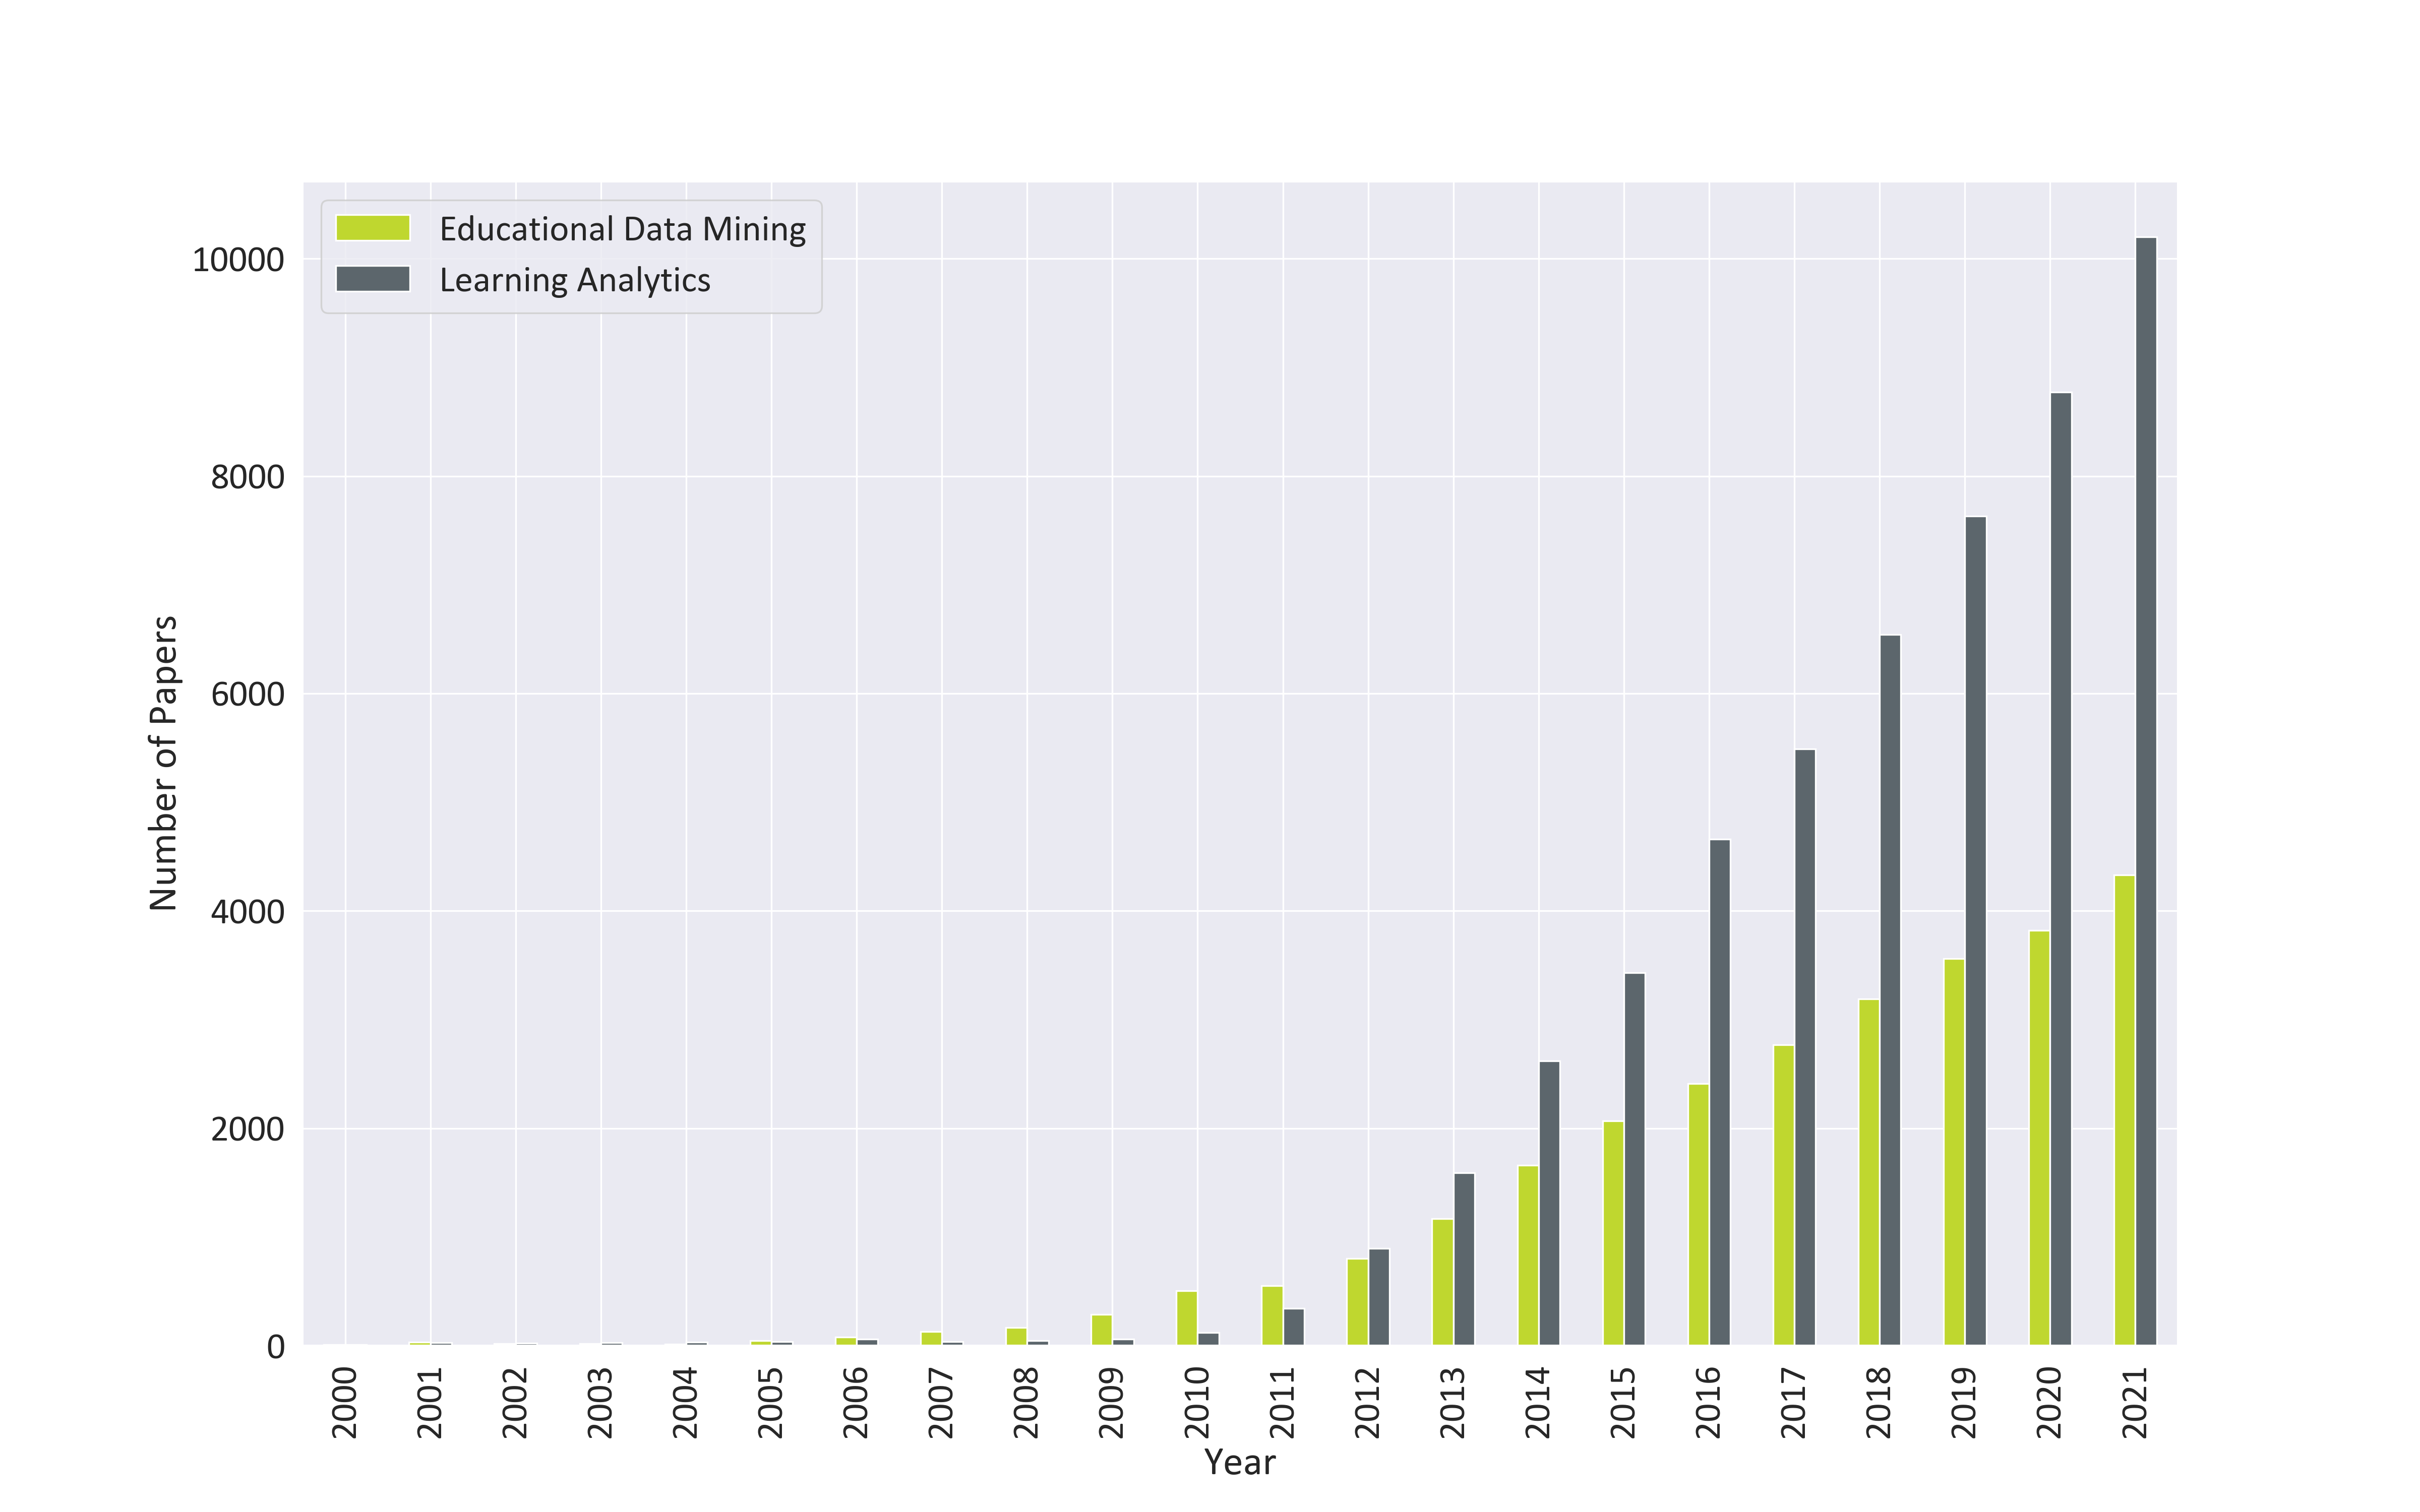 Educational Data Mining
Learning Analytics
10000
8000
6000
4000
2000
0
Number of Papers
2000 2001 2002 2003 2004 2005 2006 2007 2008 2009 2010 2011 2012 2013 2014 2015 2016 2017 2018 2019 2020 2021
Year